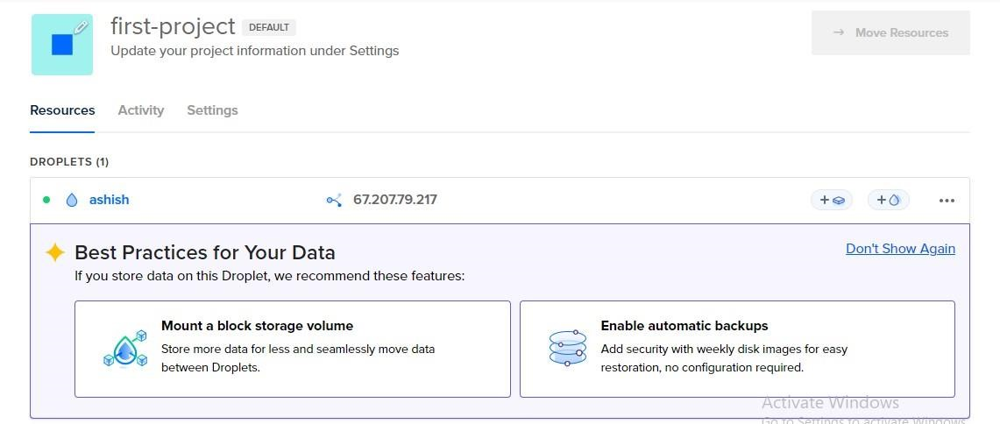 first-project DEFAULT
Update your project information under Settings
→ Move Resources
Resources Activity Settings
DROPLETS (1)
ashish 67.207.79.217 + + •••
Best Practices for Your Data
Don't Show Again
If you store data on this Droplet, we recommend these features:
Mount a block storage volume
Store more data for less and seamlessly move data
between Droplets.
Enable automatic backups
Add security with weekly disk images for easy
restoration, no configuration required.
Activate Windows
Go to Settings to activate Windows.